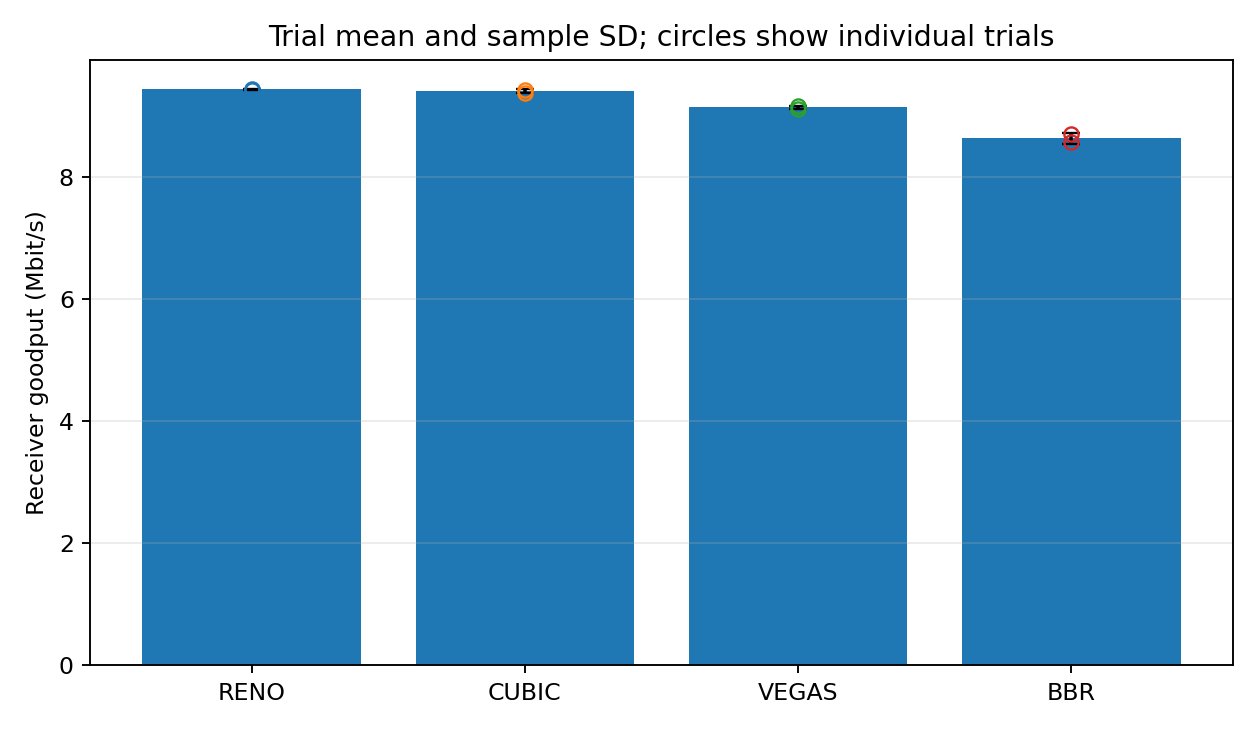 Trial mean and sample SD; circles show individual trials
Receiver goodput (Mbit/s)
8
6
4
2
0
RENO
CUBIC
VEGAS
BBR